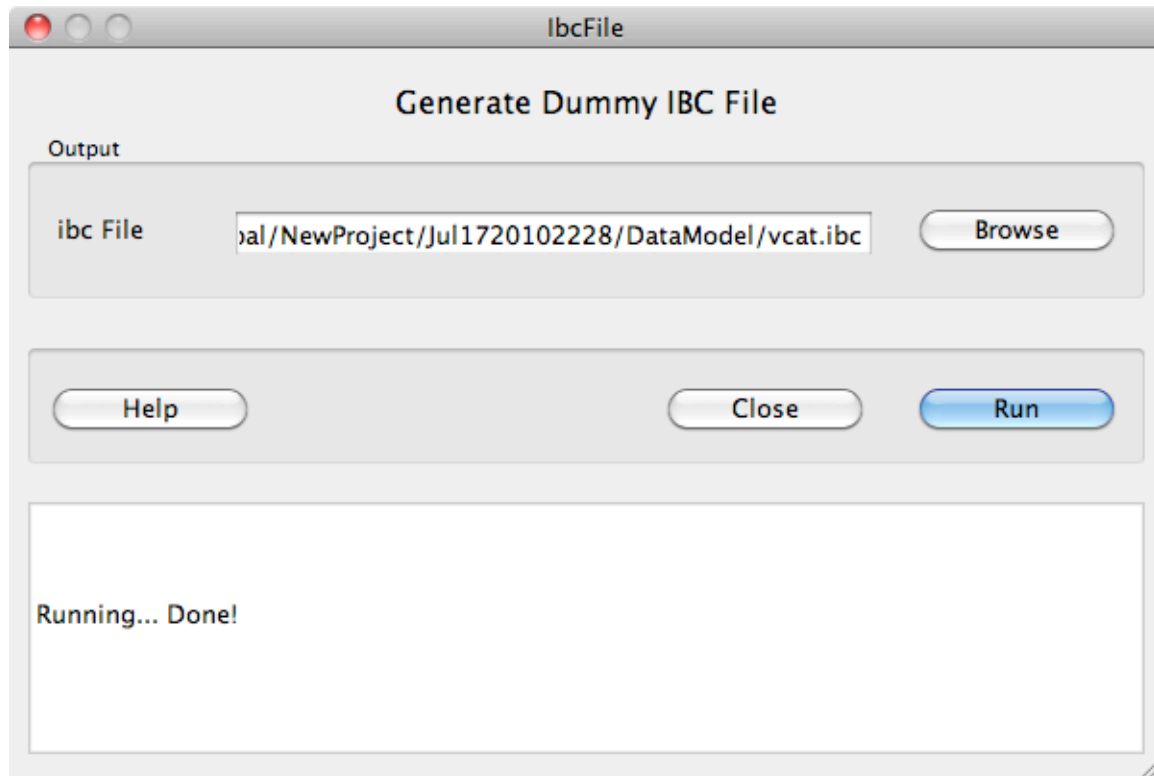 IbcFile
Generate Dummy IBC File
Output
ibc File
/NewProject/Jul1720102228/DataModel/vcat.ibc
Browse
Help
Close
Run
Running... Done!